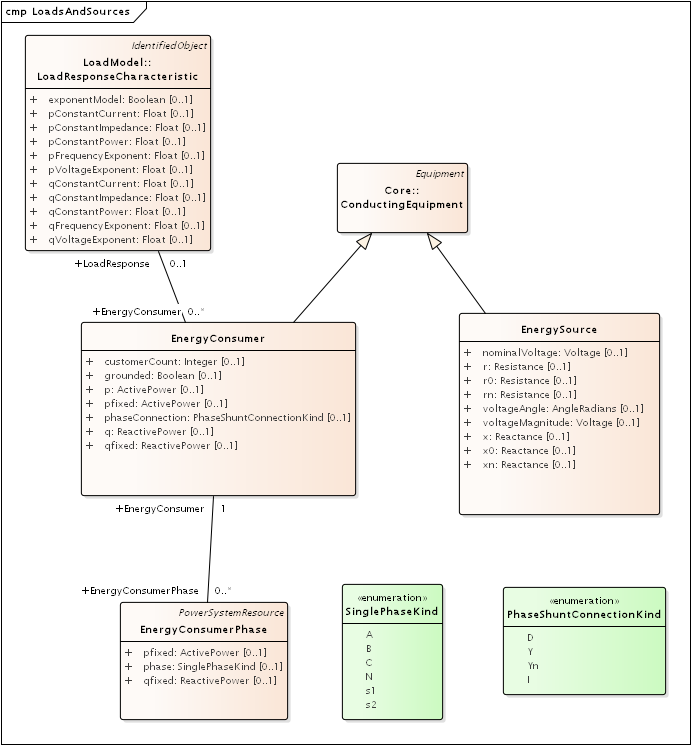 cmp LoadsAndSources
IdentifiedObject
LoadModel::
LoadResponseCharacteristic
+ exponentModel: Boolean [0..1]
+ pConstantCurrent: Float [0..1]
+ pConstantImpedance: Float [0..1]
+ pConstantPower: Float [0..1]
+ pFrequencyExponent: Float [0..1]
+ pVoltageExponent: Float [0..1]
+ qConstantCurrent: Float [0..1]
+ qConstantImpedance: Float [0..1]
+ qConstantPower: Float [0..1]
+ qFrequencyExponent: Float [0..1]
+ qVoltageExponent: Float [0..1]
Equipment
Core::
ConductingEquipment
+LoadResponse 0..1
+EnergyConsumer 0..*
EnergyConsumer
+ customerCount: Integer [0..1]
+ grounded: Boolean [0..1]
+ p: ActivePower [0..1]
+ pfixed: ActivePower [0..1]
+ phaseConnection: PhaseShuntConnectionKind [0..1]
+ q: ReactivePower [0..1]
+ qfixed: ReactivePower [0..1]
EnergySource
+ nominalVoltage: Voltage [0..1]
+ r: Resistance [0..1]
+ r0: Resistance [0..1]
+ rn: Resistance [0..1]
+ voltageAngle: AngleRadians [0..1]
+ voltageMagnitude: Voltage [0..1]
+ x: Reactance [0..1]
+ x0: Reactance [0..1]
+ xn: Reactance [0..1]
+EnergyConsumer 1
+EnergyConsumerPhase 0..*
PowerSystemResource
EnergyConsumerPhase
+ pfixed: ActivePower [0..1]
+ phase: SinglePhaseKind [0..1]
+ qfixed: ReactivePower [0..1]
«enumeration»
SinglePhaseKind
A
B
C
N
s1
s2
«enumeration»
PhaseShuntConnectionKind
D
Y
Yn
I